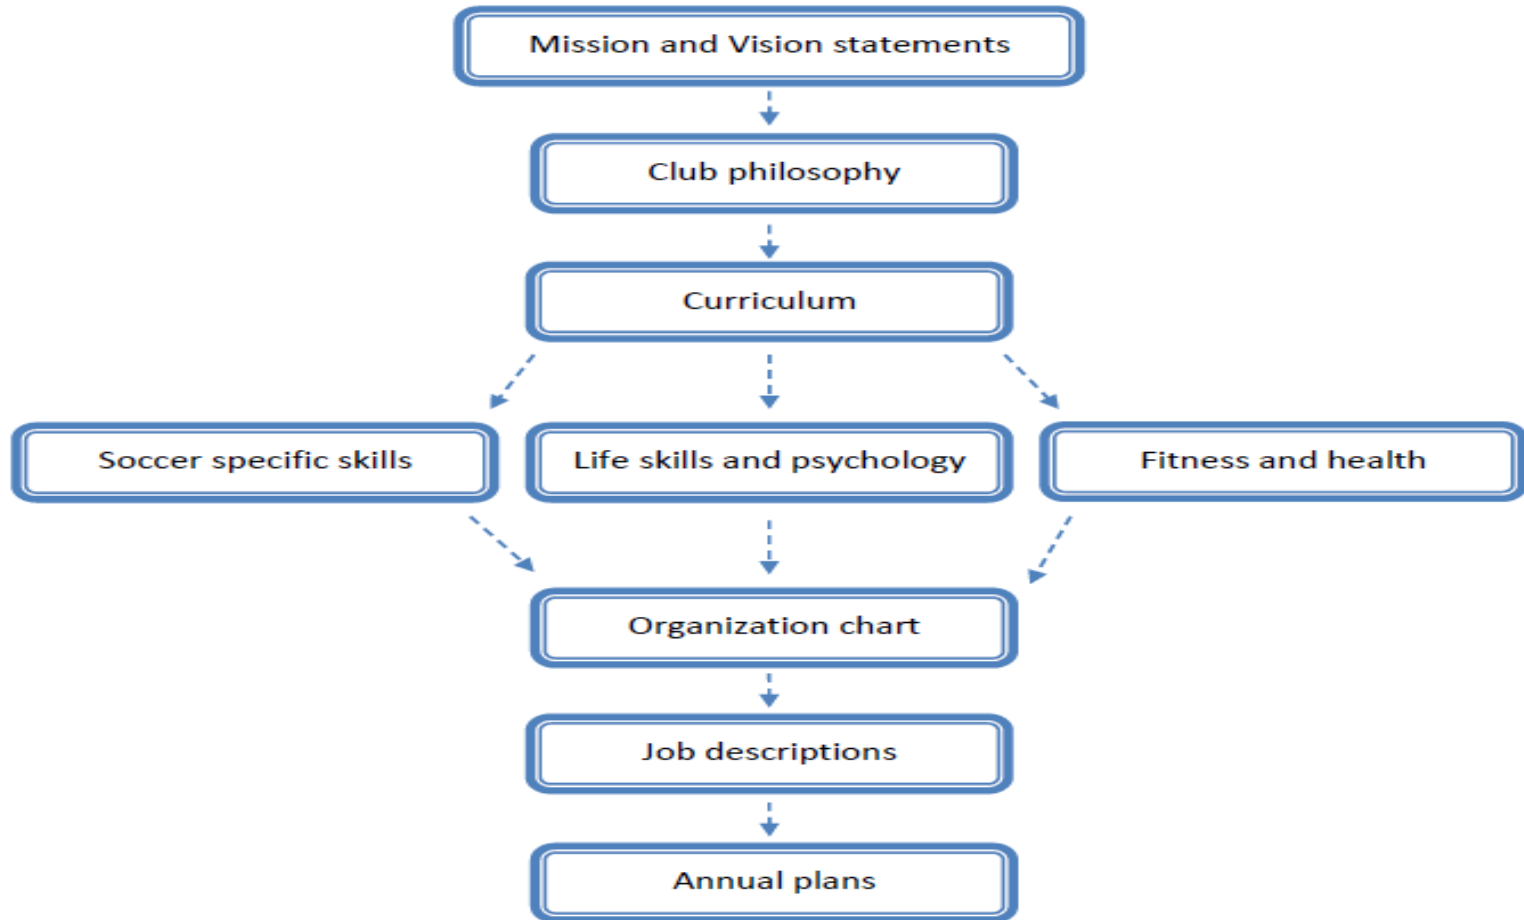 Mission and Vision statements
Club philosophy
Curriculum
Soccer specific skills
Life skills and psychology
Fitness and health
Organization chart
Job descriptions
Annual plans